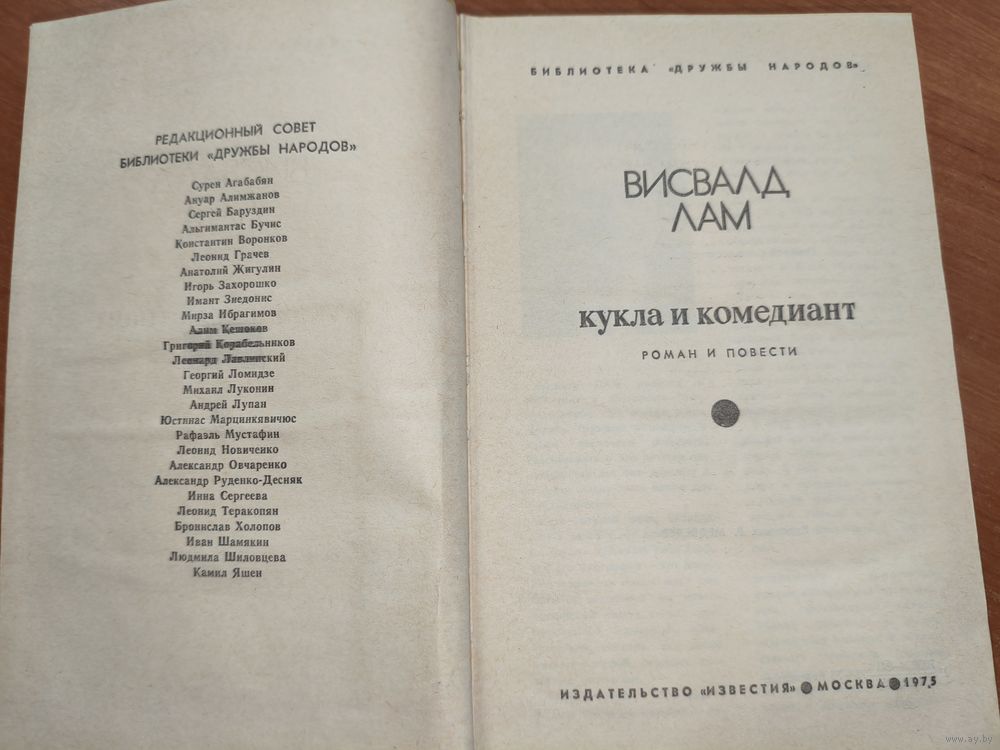 РЕДАКЦИОННЫЙ СОВЕТ
БИБЛИОТЕКИ «ДРУЖБЫ НАРОДОВ»
Сурен Агабабян
Ануар Алимжанов
Сергей Баруздин
Альгимантас Бучис
Константин Воронков
Леонид Грачев
Анатолий Жигулин
Игорь Захорошко
Имант Зиедонис
Мирза Ибрагимов
Алим Кешоков
Григорий Корабельников
Леонард Лавлинский
Георгий Ломидзе
Михаил Луконин
Андрей Лупан
Юстинас Марцинкявичюс
Рафаэль Мустафин
Леонид Новиченко
Александр Овчаренко
Александр Руденко-Десняк
Инна Сергеева
Леонид Теракопян
Бронислав Холопов
Иван Шамякин
Людмила Шиловцева
Камил Яшен
БИБЛИОТЕКА «ДРУЖБЫ НАРОДОВ»
ВИСВАЛД
ЛАМ
кукла и комедиант
РОМАН И ПОВЕСТИ
ИЗДАТЕЛЬСТВО «ИЗВЕСТИЯ» ● МОСКВА ● 1975
www.ay.by